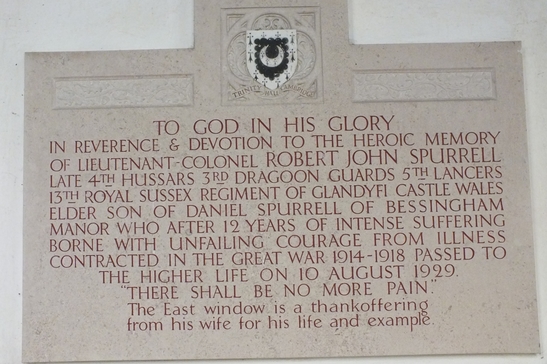 TRINITY HALL CAMBRIDGE
TO GOD IN HIS GLORY
IN REVERENCE & DEVOTION TO THE HEROIC MEMORY
OF LIEUTENANT-COLONEL ROBERT JOHN SPURRELL
LATE 4TH HUSSARS 3RD DRAGOON GUARDS 5TH LANCERS
13TH ROYAL SUSSEX REGIMENT OF GLANDYFI CASTLE WALES
ELDER SON OF DANIEL SPURRELL OF BESSINGHAM
MANOR WHO AFTER 12 YEARS OF INTENSE SUFFERING
BORNE WITH UNFAILING COURAGE FROM ILLNESS
CONTRACTED IN THE GREAT WAR 1914-1918 PASSED TO
THE HIGHER LIFE ON 10 AUGUST 1929.
"THERE SHALL BE NO MORE PAIN."
The East window is a thankoffering
from his wife for his life and example.